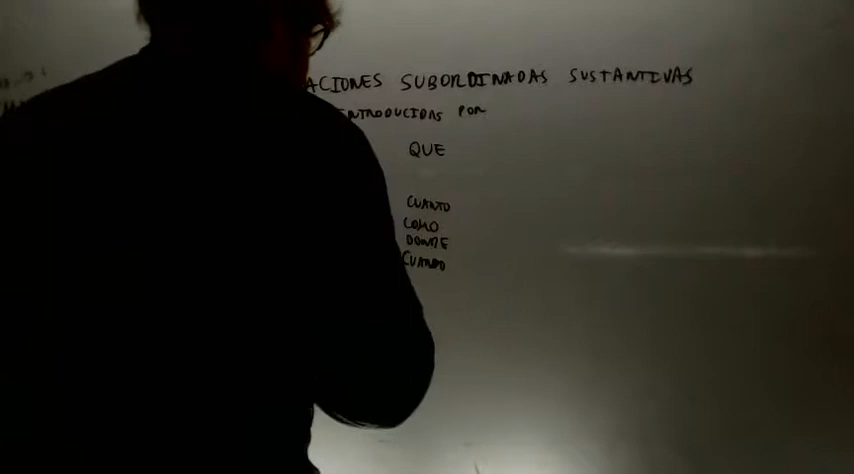 ACIONES SUBORDINADAS SUSTANTIVAS
INTRODUCIDAS POR
QUE
CUANTO
COMO
DONDE
CUANDO